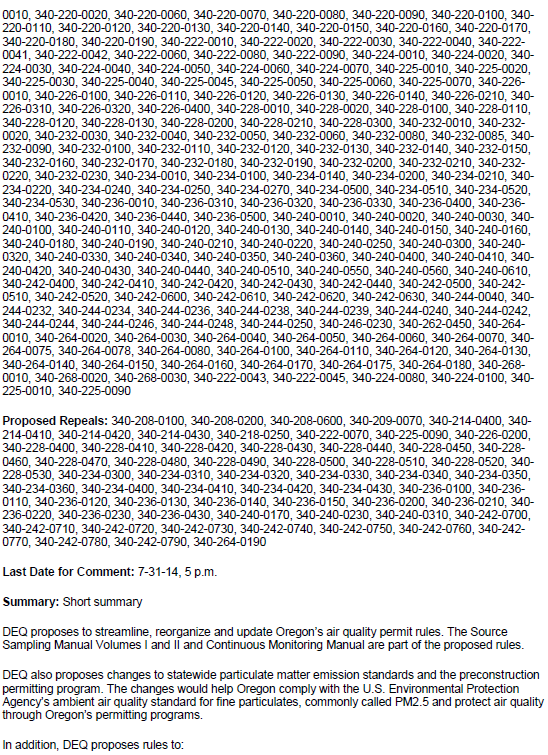 0010, 340-220-0020, 340-220-0060, 340-220-0070, 340-220-0080, 340-220-0090, 340-220-0100, 340-
220-0110, 340-220-0120, 340-220-0130, 340-220-0140, 340-220-0150, 340-220-0160, 340-220-0170,
340-220-0180, 340-220-0190, 340-222-0010, 340-222-0020, 340-222-0030, 340-222-0040, 340-222-
0041, 340-222-0042, 340-222-0060, 340-222-0080, 340-222-0090, 340-224-0010, 340-224-0020, 340-
224-0030, 340-224-0040, 340-224-0050, 340-224-0060, 340-224-0070, 340-225-0010, 340-225-0020,
340-225-0030, 340-225-0040, 340-225-0045, 340-225-0050, 340-225-0060, 340-225-0070, 340-226-
0010, 340-226-0100, 340-226-0110, 340-226-0120, 340-226-0130, 340-226-0140, 340-226-0210, 340-
226-0310, 340-226-0320, 340-226-0400, 340-228-0010, 340-228-0020, 340-228-0100, 340-228-0110,
340-228-0120, 340-228-0130, 340-228-0200, 340-228-0210, 340-228-0300, 340-232-0010, 340-232-
0020, 340-232-0030, 340-232-0040, 340-232-0050, 340-232-0060, 340-232-0080, 340-232-0085, 340-
232-0090, 340-232-0100, 340-232-0110, 340-232-0120, 340-232-0130, 340-232-0140, 340-232-0150,
340-232-0160, 340-232-0170, 340-232-0180, 340-232-0190, 340-232-0200, 340-232-0210, 340-232-
0220, 340-232-0230, 340-234-0010, 340-234-0100, 340-234-0140, 340-234-0200, 340-234-0210, 340-
234-0220, 340-234-0240, 340-234-0250, 340-234-0270, 340-234-0500, 340-234-0510, 340-234-0520,
340-234-0530, 340-236-0010, 340-236-0310, 340-236-0320, 340-236-0330, 340-236-0400, 340-236-
0410, 340-236-0420, 340-236-0440, 340-236-0500, 340-240-0010, 340-240-0020, 340-240-0030, 340-
240-0100, 340-240-0110, 340-240-0120, 340-240-0130, 340-240-0140, 340-240-0150, 340-240-0160,
340-240-0180, 340-240-0190, 340-240-0210, 340-240-0220, 340-240-0250, 340-240-0300, 340-240-
0320, 340-240-0330, 340-240-0340, 340-240-0350, 340-240-0360, 340-240-0400, 340-240-0410, 340-
240-0420, 340-240-0430, 340-240-0440, 340-240-0510, 340-240-0550, 340-240-0560, 340-240-0610,
340-242-0400, 340-242-0410, 340-242-0420, 340-242-0430, 340-242-0440, 340-242-0500, 340-242-
0510, 340-242-0520, 340-242-0600, 340-242-0610, 340-242-0620, 340-242-0630, 340-244-0040, 340-
244-0232, 340-244-0234, 340-244-0236, 340-244-0238, 340-244-0239, 340-244-0240, 340-244-0242,
340-244-0244, 340-244-0246, 340-244-0248, 340-244-0250, 340-246-0230, 340-262-0450, 340-264-
0010, 340-264-0020, 340-264-0030, 340-264-0040, 340-264-0050, 340-264-0060, 340-264-0070, 340-
264-0075, 340-264-0078, 340-264-0080, 340-264-0100, 340-264-0110, 340-264-0120, 340-264-0130,
340-264-0140, 340-264-0150, 340-264-0160, 340-264-0170, 340-264-0175, 340-264-0180, 340-268-
0010, 340-268-0020, 340-268-0030, 340-222-0043, 340-222-0045, 340-224-0080, 340-224-0100, 340-
225-0010, 340-225-0090
Proposed Repeals: 340-208-0100, 340-208-0200, 340-208-0600, 340-209-0070, 340-214-0400, 340-
214-0410, 340-214-0420, 340-214-0430, 340-218-0250, 340-222-0070, 340-225-0090, 340-226-0200,
340-228-0400, 340-228-0410, 340-228-0420, 340-228-0430, 340-228-0440, 340-228-0450, 340-228-
0460, 340-228-0470, 340-228-0480, 340-228-0490, 340-228-0500, 340-228-0510, 340-228-0520, 340-
228-0530, 340-234-0300, 340-234-0310, 340-234-0320, 340-234-0330, 340-234-0340, 340-234-0350,
340-234-0360, 340-234-0400, 340-234-0410, 340-234-0420, 340-234-0430, 340-236-0100, 340-236-
0110, 340-236-0120, 340-236-0130, 340-236-0140, 340-236-0150, 340-236-0200, 340-236-0210, 340-
236-0220, 340-236-0230, 340-236-0430, 340-240-0170, 340-240-0230, 340-240-0310, 340-242-0700,
340-242-0710, 340-242-0720, 340-242-0730, 340-242-0740, 340-242-0750, 340-242-0760, 340-242-
0770, 340-242-0780, 340-242-0790, 340-264-0190
Last Date for Comment: 7-31-14, 5 p.m.
Summary: Short summary
DEQ proposes to streamline, reorganize and update Oregon's air quality permit rules. The Source
Sampling Manual Volumes I and II and Continuous Monitoring Manual are part of the proposed rules.
DEQ also proposes changes to statewide particulate matter emission standards and the preconstruction
permitting program. The changes would help Oregon comply with the U.S. Environmental Protection
Agency's ambient air quality standard for fine particulates, commonly called PM2.5 and protect air quality
through Oregon's permitting programs.
In addition, DEQ proposes rules to: